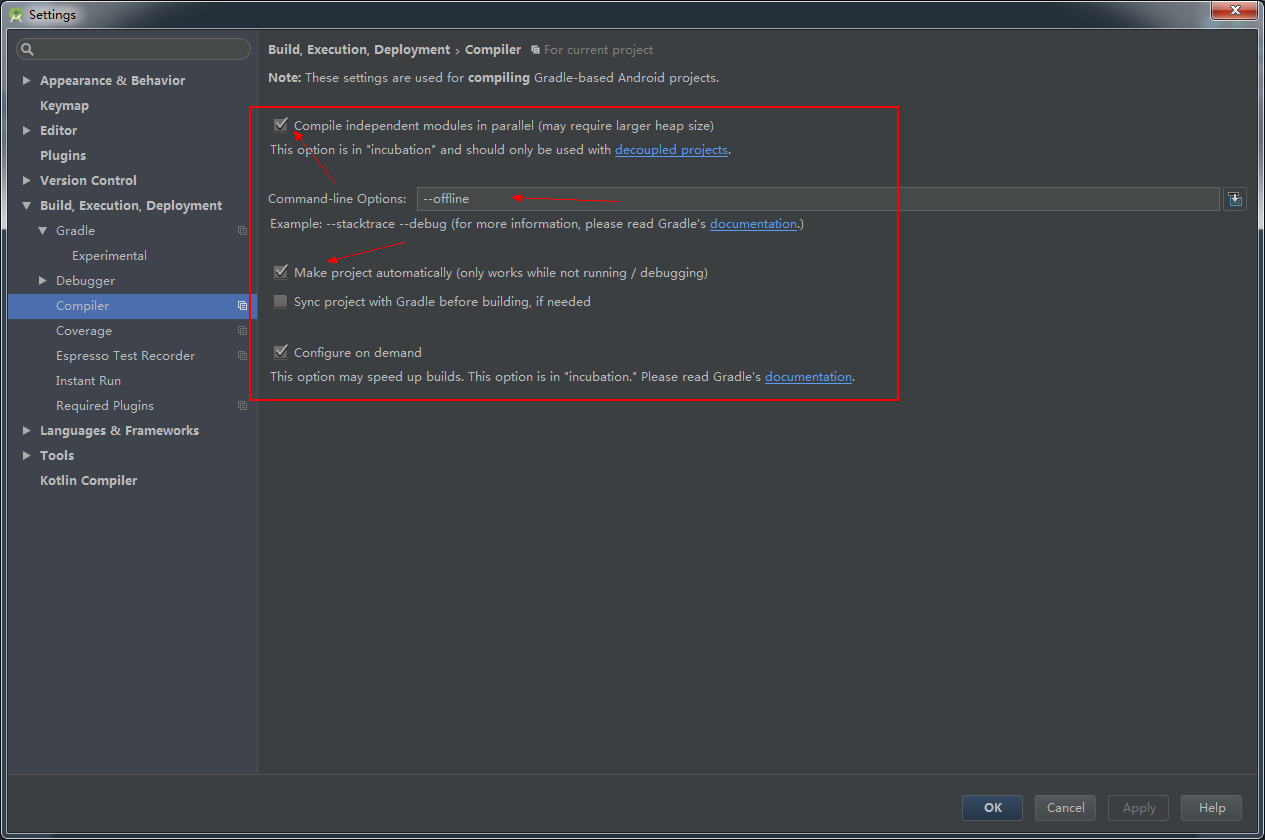 Settings
Appearance & Behavior
Keymap
Editor
Plugins
Version Control
Build, Execution, Deployment
Gradle
Experimental
Debugger
Compiler
Coverage
Espresso Test Recorder
Instant Run
Required Plugins
Languages & Frameworks
Tools
Kotlin Compiler
Build, Execution, Deployment › Compiler For current project
Note: These settings are used for compiling Gradle-based Android projects.
Compile independent modules in parallel (may require larger heap size)
This option is in "incubation" and should only be used with decoupled projects.
Command-line Options: --offline
Example: --stacktrace --debug (for more information, please read Gradle's documentation.)
Make project automatically (only works while not running / debugging)
Sync project with Gradle before building, if needed
Configure on demand
This option may speed up builds. This option is in "incubation." Please read Gradle's documentation.
OK Cancel Apply Help